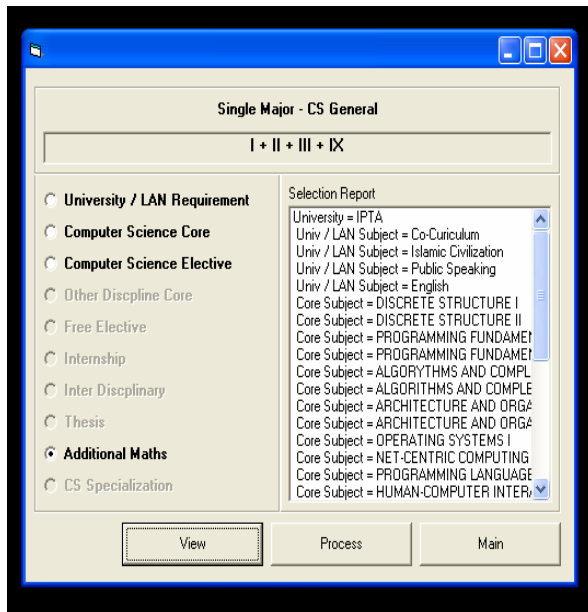 Single Major - CS General
I + II + III + IX
University / LAN Requirement
Computer Science Core
Computer Science Elective
Other Discpline Core
Free Elective
Internship
Inter Discplinary
Thesis
Additional Maths
CS Specialization
Selection Report
University = IPTA
Univ / LAN Subject = Co-Curiculum
Univ / LAN Subject = Islamic Civilization
Univ / LAN Subject = Public Speaking
Univ / LAN Subject = English
Core Subject = DISCRETE STRUCTURE I
Core Subject = DISCRETE STRUCTURE II
Core Subject = PROGRAMMING FUNDAMEN
Core Subject = PROGRAMMING FUNDAMEN
Core Subject = ALGORYTHMS AND COMPL
Core Subject = ALGORITHMS AND COMPLE
Core Subject = ARCHITECTURE AND ORGA
Core Subject = ARCHITECTURE AND ORGA
Core Subject = OPERATING SYSTEMS I
Core Subject = NET-CENTRIC COMPUTING
Core Subject = PROGRAMMING LANGUAGE
Core Subject = HUMAN-COMPUTER INTER
View
Process
Main